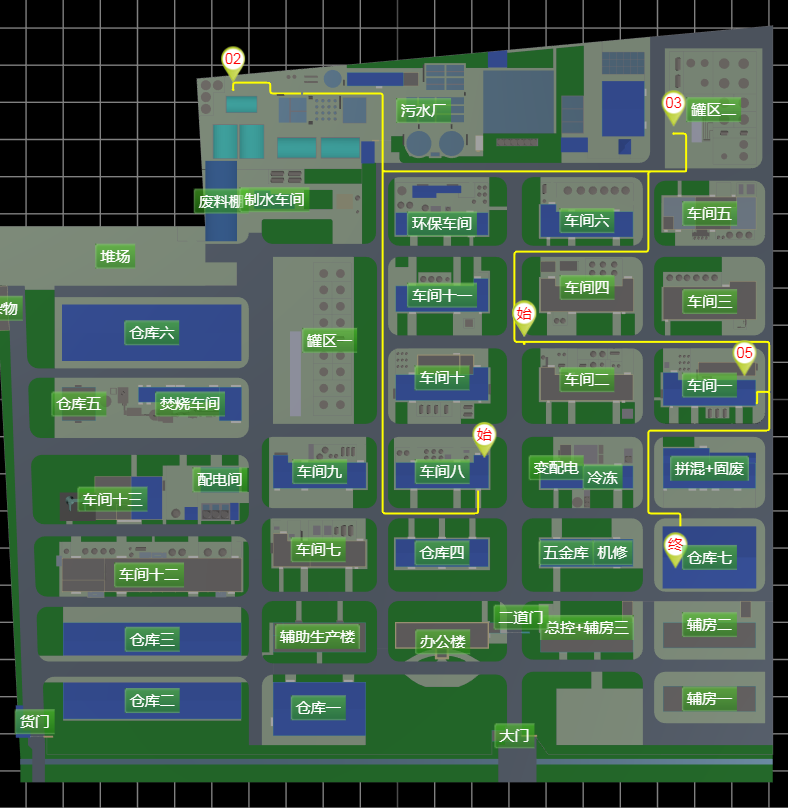 02
污水厂
03
罐区二
废料棚
制水车间
环保车间
车间六
车间五
堆场
车间十一
车间四
车间三
物
仓库六
罐区一
始
05
车间十
车间二
车间一
仓库五
焚烧车间
始
车间九
车间八
变配电
冷冻
拼混+固废
配电间
车间十三
车间七
仓库四
五金库
机修
终
仓库七
车间十二
仓库三
辅助生产楼
办公楼
二道门
总控+辅房三
辅房二
仓库二
仓库一
辅房一
货门
大门